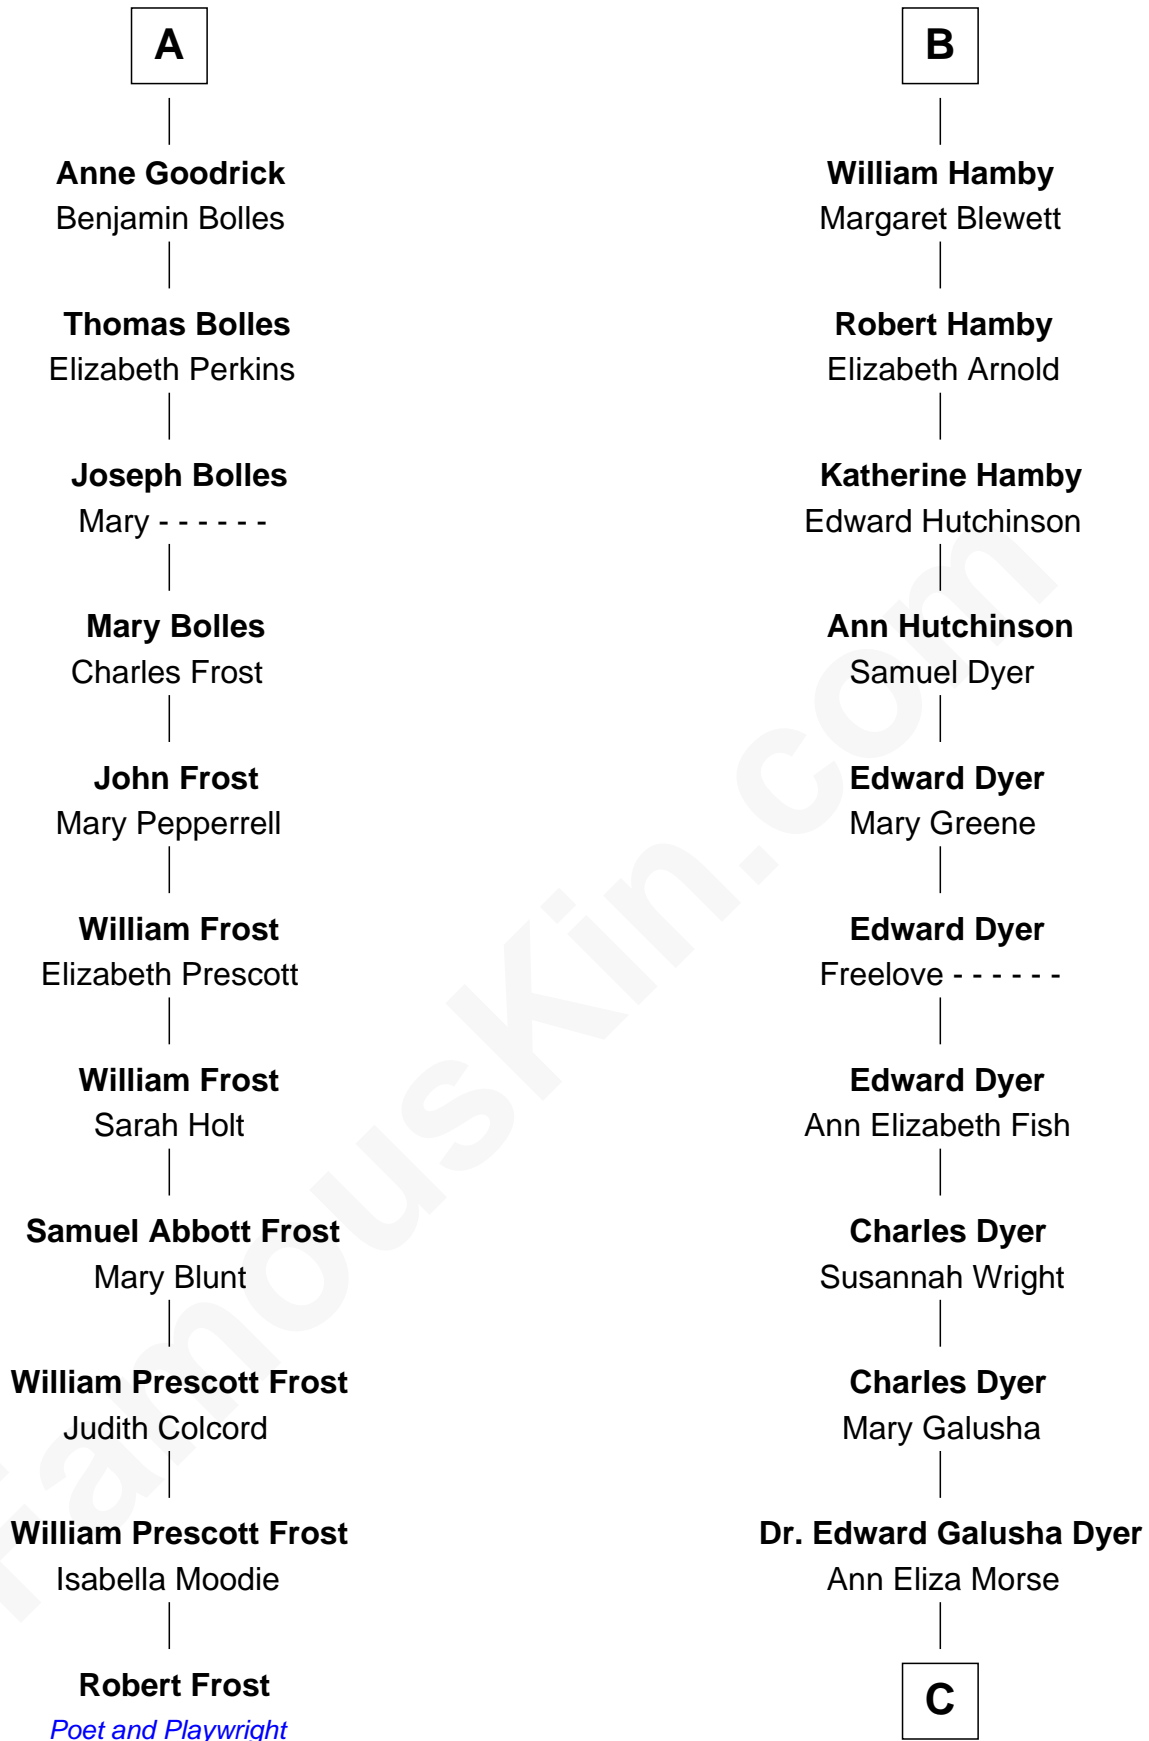 A
Anne Goodrick
Benjamin Bolles
Thomas Bolles
Elizabeth Perkins
Joseph Bolles
Mary - - - - - -
Mary Bolles
Charles Frost
John Frost
Mary Pepperrell
William Frost
Elizabeth Prescott
William Frost
Sarah Holt
Samuel Abbott Frost
Mary Blunt
William Prescott Frost
Judith Colcord
William Prescott Frost
Isabella Moodie
Robert Frost
Poet and Playwright
B
William Hamby
Margaret Blewett
Robert Hamby
Elizabeth Arnold
Katherine Hamby
Edward Hutchinson
Ann Hutchinson
Samuel Dyer
Edward Dyer
Mary Greene
Edward Dyer
Freelove - - - - - -
Edward Dyer
Ann Elizabeth Fish
Charles Dyer
Susannah Wright
Charles Dyer
Mary Galusha
Dr. Edward Galusha Dyer
Ann Eliza Morse
C
FamousKin.com